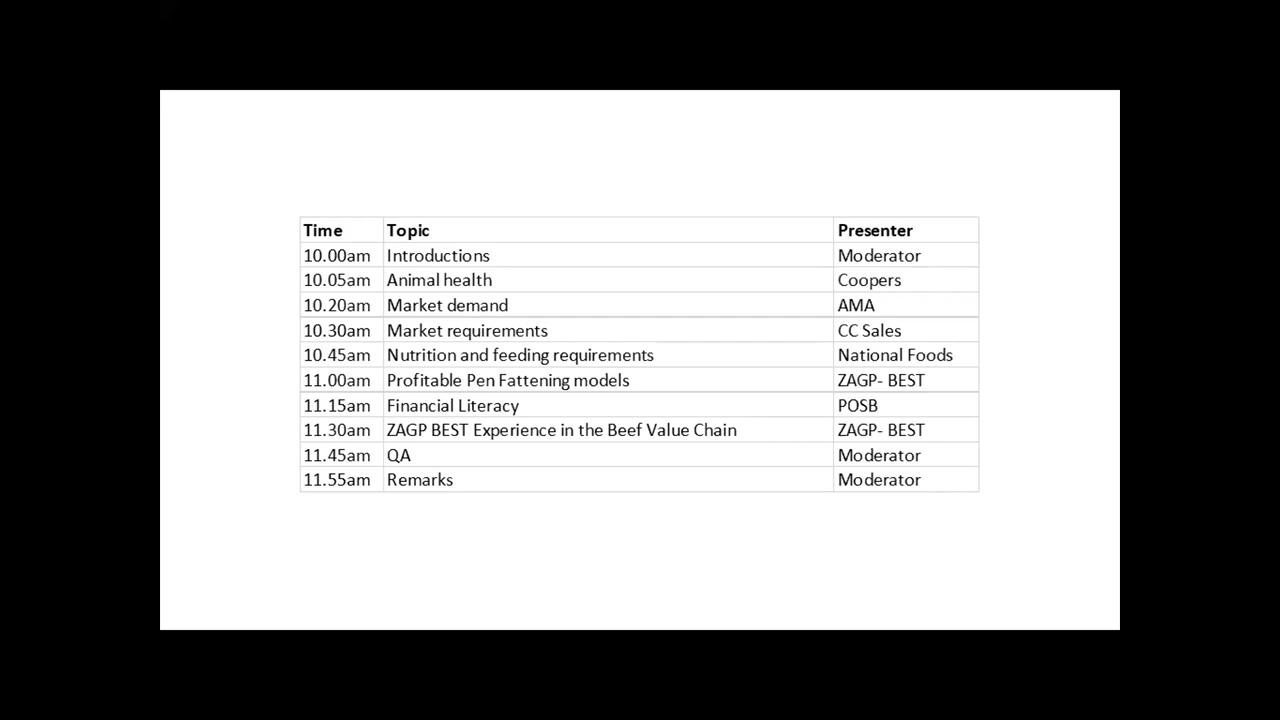 Time Topic Presenter
10.00am Introductions Moderator
10.05am Animal health Coopers
10.20am Market demand AMA
10.30am Market requirements CC Sales
10.45am Nutrition and feeding requirements National Foods
11.00am Profitable Pen Fattening models ZAGP- BEST
11.15am Financial Literacy POSB
11.30am ZAGP BEST Experience in the Beef Value Chain ZAGP- BEST
11.45am QA Moderator
11.55am Remarks Moderator